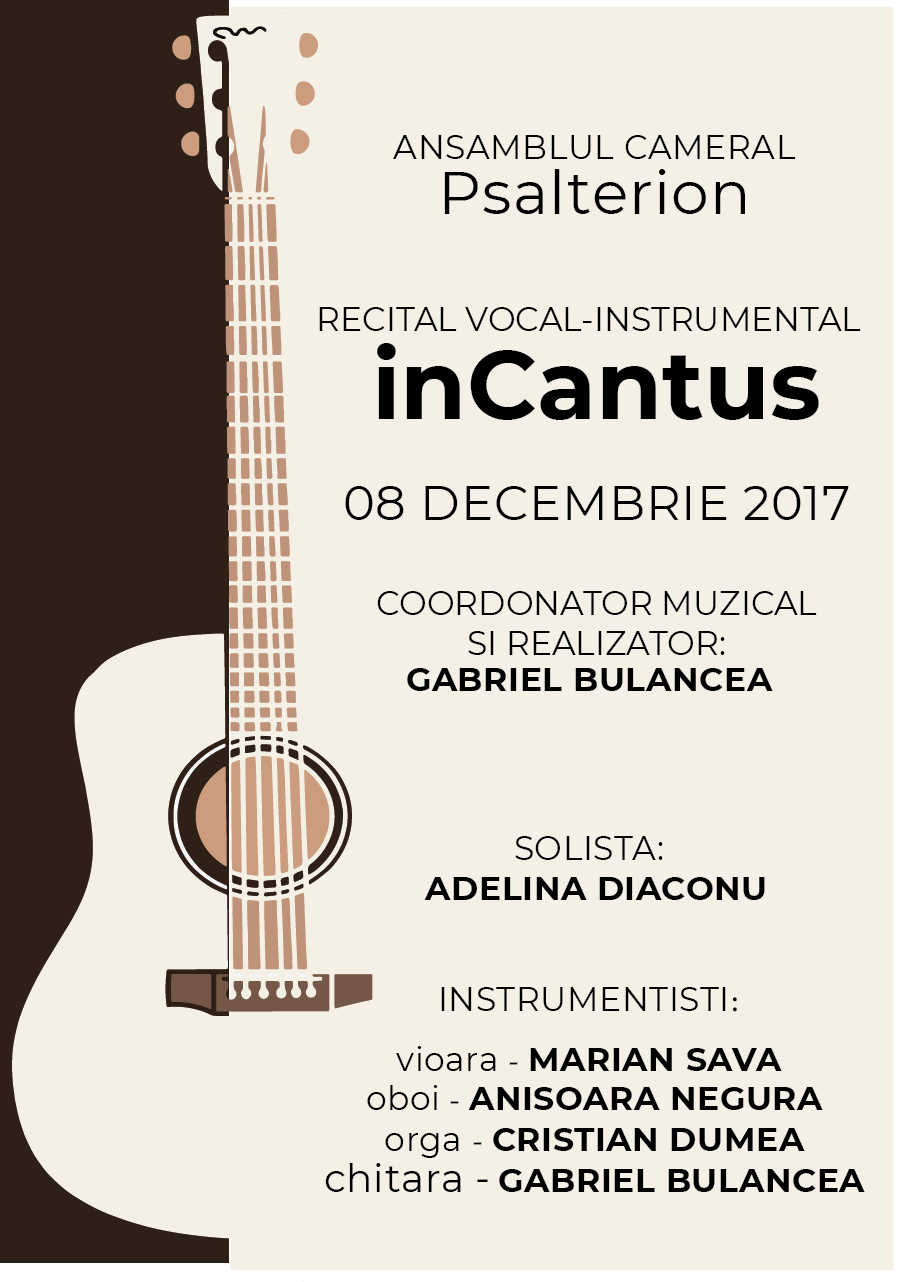 ANSAMBLUL CAMERAL
Psalterion
RECITAL VOCAL-INSTRUMENTAL
inCantus
08 DECEMBRIE 2017
COORDONATOR MUZICAL
SI REALIZATOR:
GABRIEL BULANCEA
SOLISTA:
ADELINA DIACONU
INSTRUMENTISTI:
vioara - MARIAN SAVA
oboi - ANISOARA NEGURA
orga - CRISTIAN DUMEA
chitara - GABRIEL BULANCEA